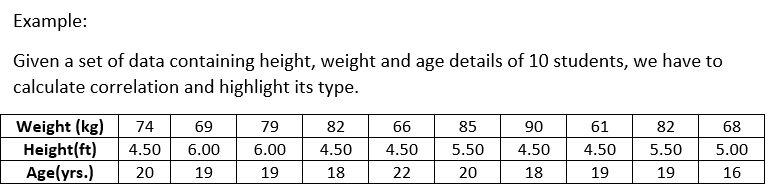 Example:
Given a set of data containing height, weight and age details of 10 students, we have to
calculate correlation and highlight its type.
Weight (kg) 74 69 79 82 66 85 90 61 82 68
Height(ft) 4.50 6.00 6.00 4.50 4.50 5.50 4.50 4.50 5.50 5.00
Age(yrs.) 20 19 19 18 22 20 18 19 19 16